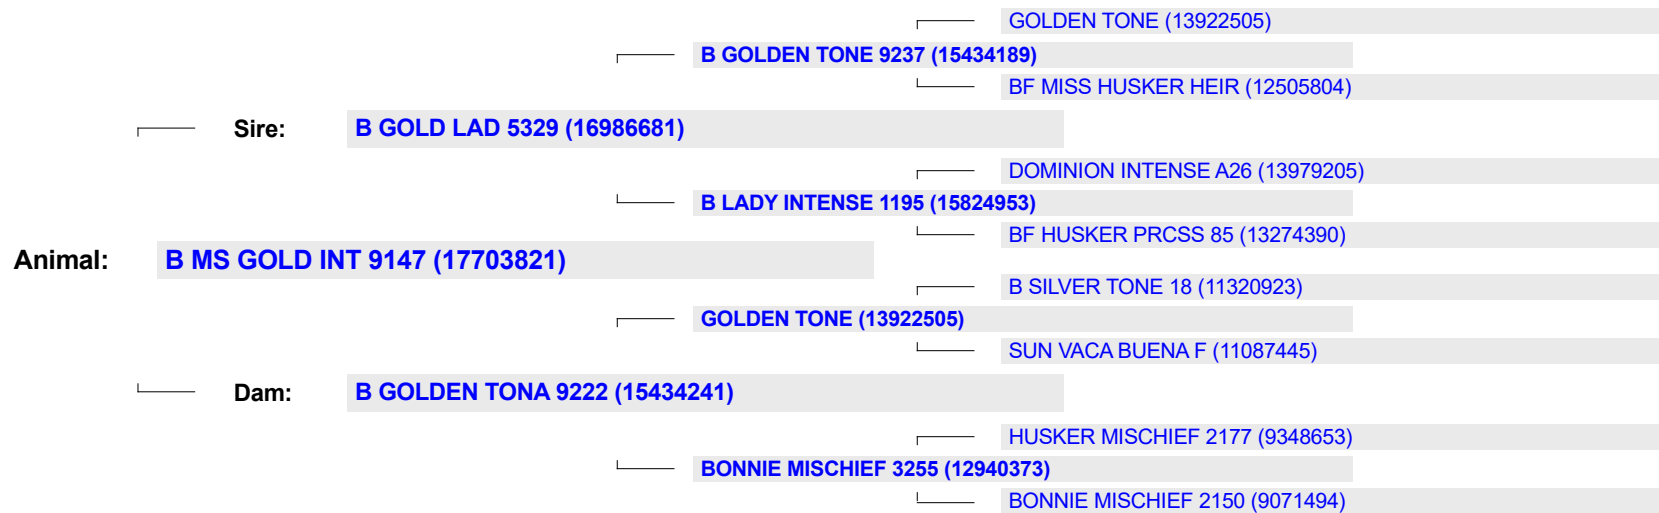 GOLDEN TONE (13922505)
B GOLDEN TONE 9237 (15434189)
BF MISS HUSKER HEIR (12505804)
Sire: B GOLD LAD 5329 (16986681)
DOMINION INTENSE A26 (13979205)
B LADY INTENSE 1195 (15824953)
BF HUSKER PRCSS 85 (13274390)
Animal: B MS GOLD INT 9147 (17703821)
B SILVER TONE 18 (11320923)
GOLDEN TONE (13922505)
SUN VACA BUENA F (11087445)
Dam: B GOLDEN TONA 9222 (15434241)
HUSKER MISCHIEF 2177 (9348653)
BONNIE MISCHIEF 3255 (12940373)
BONNIE MISCHIEF 2150 (9071494)